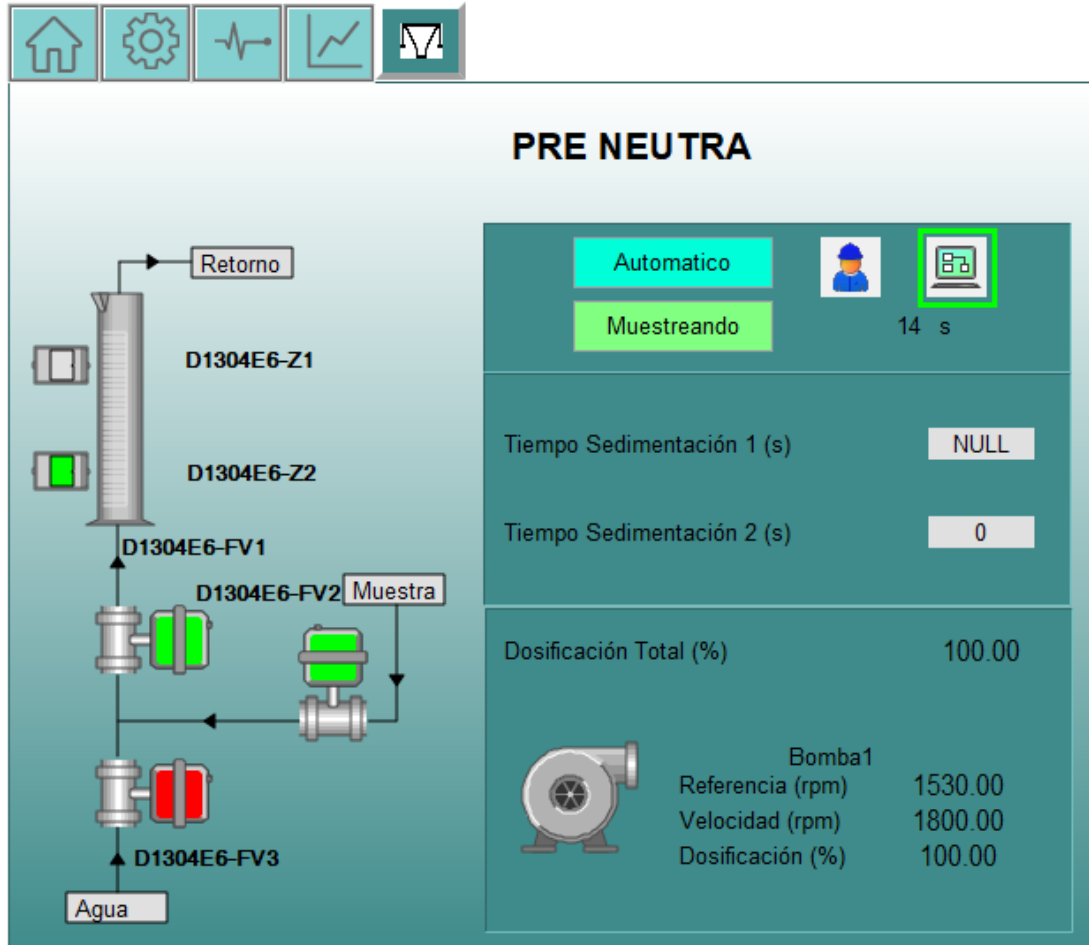 PRE NEUTRA
Retorno
D1304E6-Z1
D1304E6-Z2
D1304E6-FV1
D1304E6-FV2
Muestra
D1304E6-FV3
Agua
Automatico
Muestreando
14 s
Tiempo Sedimentación 1 (s) NULL
Tiempo Sedimentación 2 (s) 0
Dosificación Total (%) 100.00
Bomba1
Referencia (rpm) 1530.00
Velocidad (rpm) 1800.00
Dosificación (%) 100.00